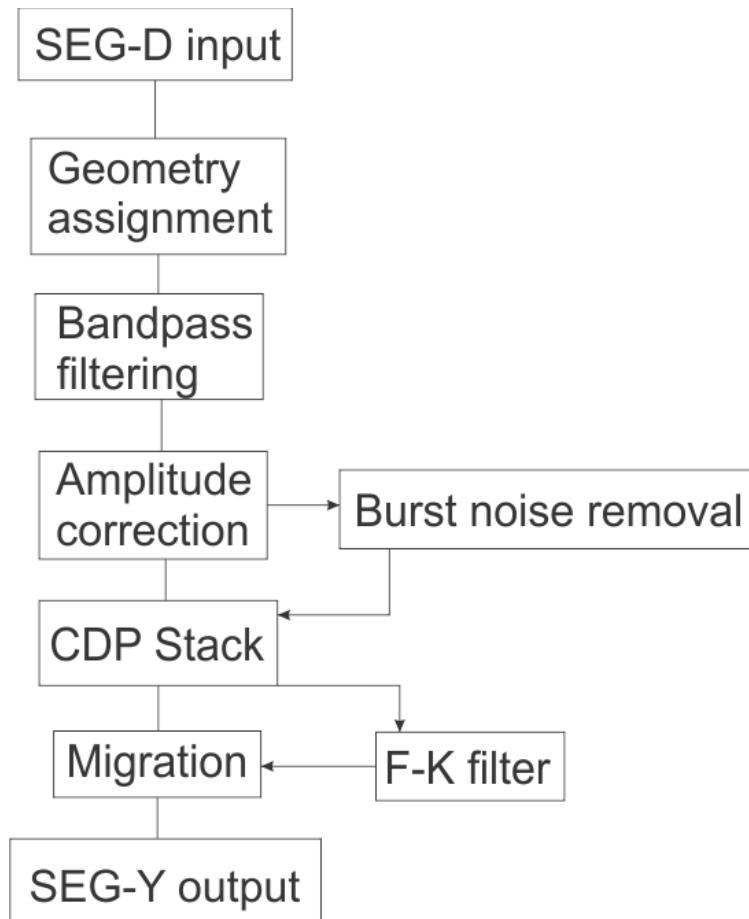 SEG-D input
Geometry
assignment
Bandpass
filtering
Amplitude
correction
Burst noise removal
CDP Stack
Migration
F-K filter
SEG-Y output